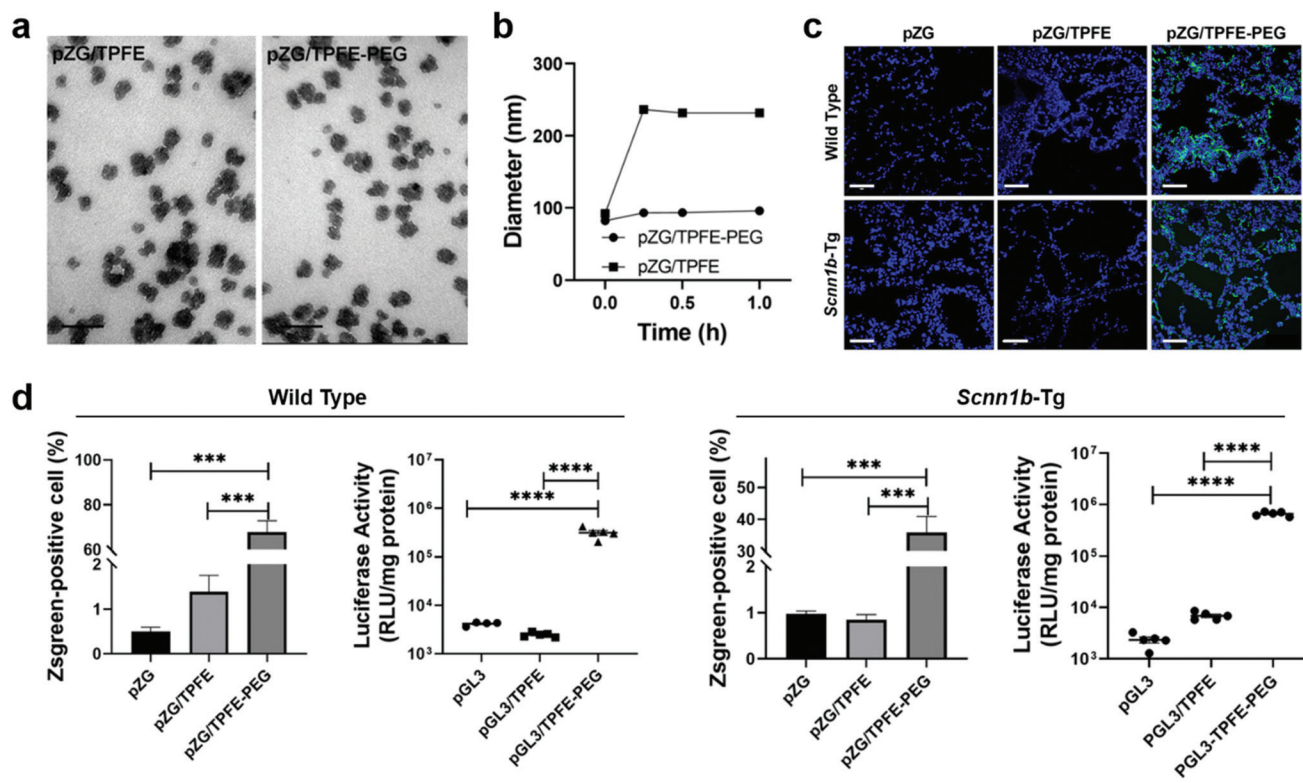 a
pZG/TPFE
pZG/TPFE-PEG
b
300
200
100
0
Diameter (nm)
0.0
0.5
1.0
Time (h)
pZG/TPFE-PEG
pZG/TPFE
c
pZG
pZG/TPFE
pZG/TPFE-PEG
Wild Type
Scnn1b-Tg
d
Wild Type
Zsgreen-positive cell (%)
100
80
60
2
1
0
***
***
pZG
pZG/TPFE
pZG/TPFE-PEG
Luciferase Activity
(RLU/mg protein)
10⁷
10⁶
10⁵
10⁴
10³
****
****
pGL3
pGL3/TPFE
pGL3/TPFE-PEG
Scnn1b-Tg
Zsgreen-positive cell (%)
50
40
30
2
1
0
***
***
pZG
pZG/TPFE
pZG/TPFE-PEG
Luciferase Activity
(RLU/mg protein)
10⁷
10⁶
10⁵
10⁴
10³
****
****
pGL3
PGL3/TPFE
PGL3-TPFE-PEG